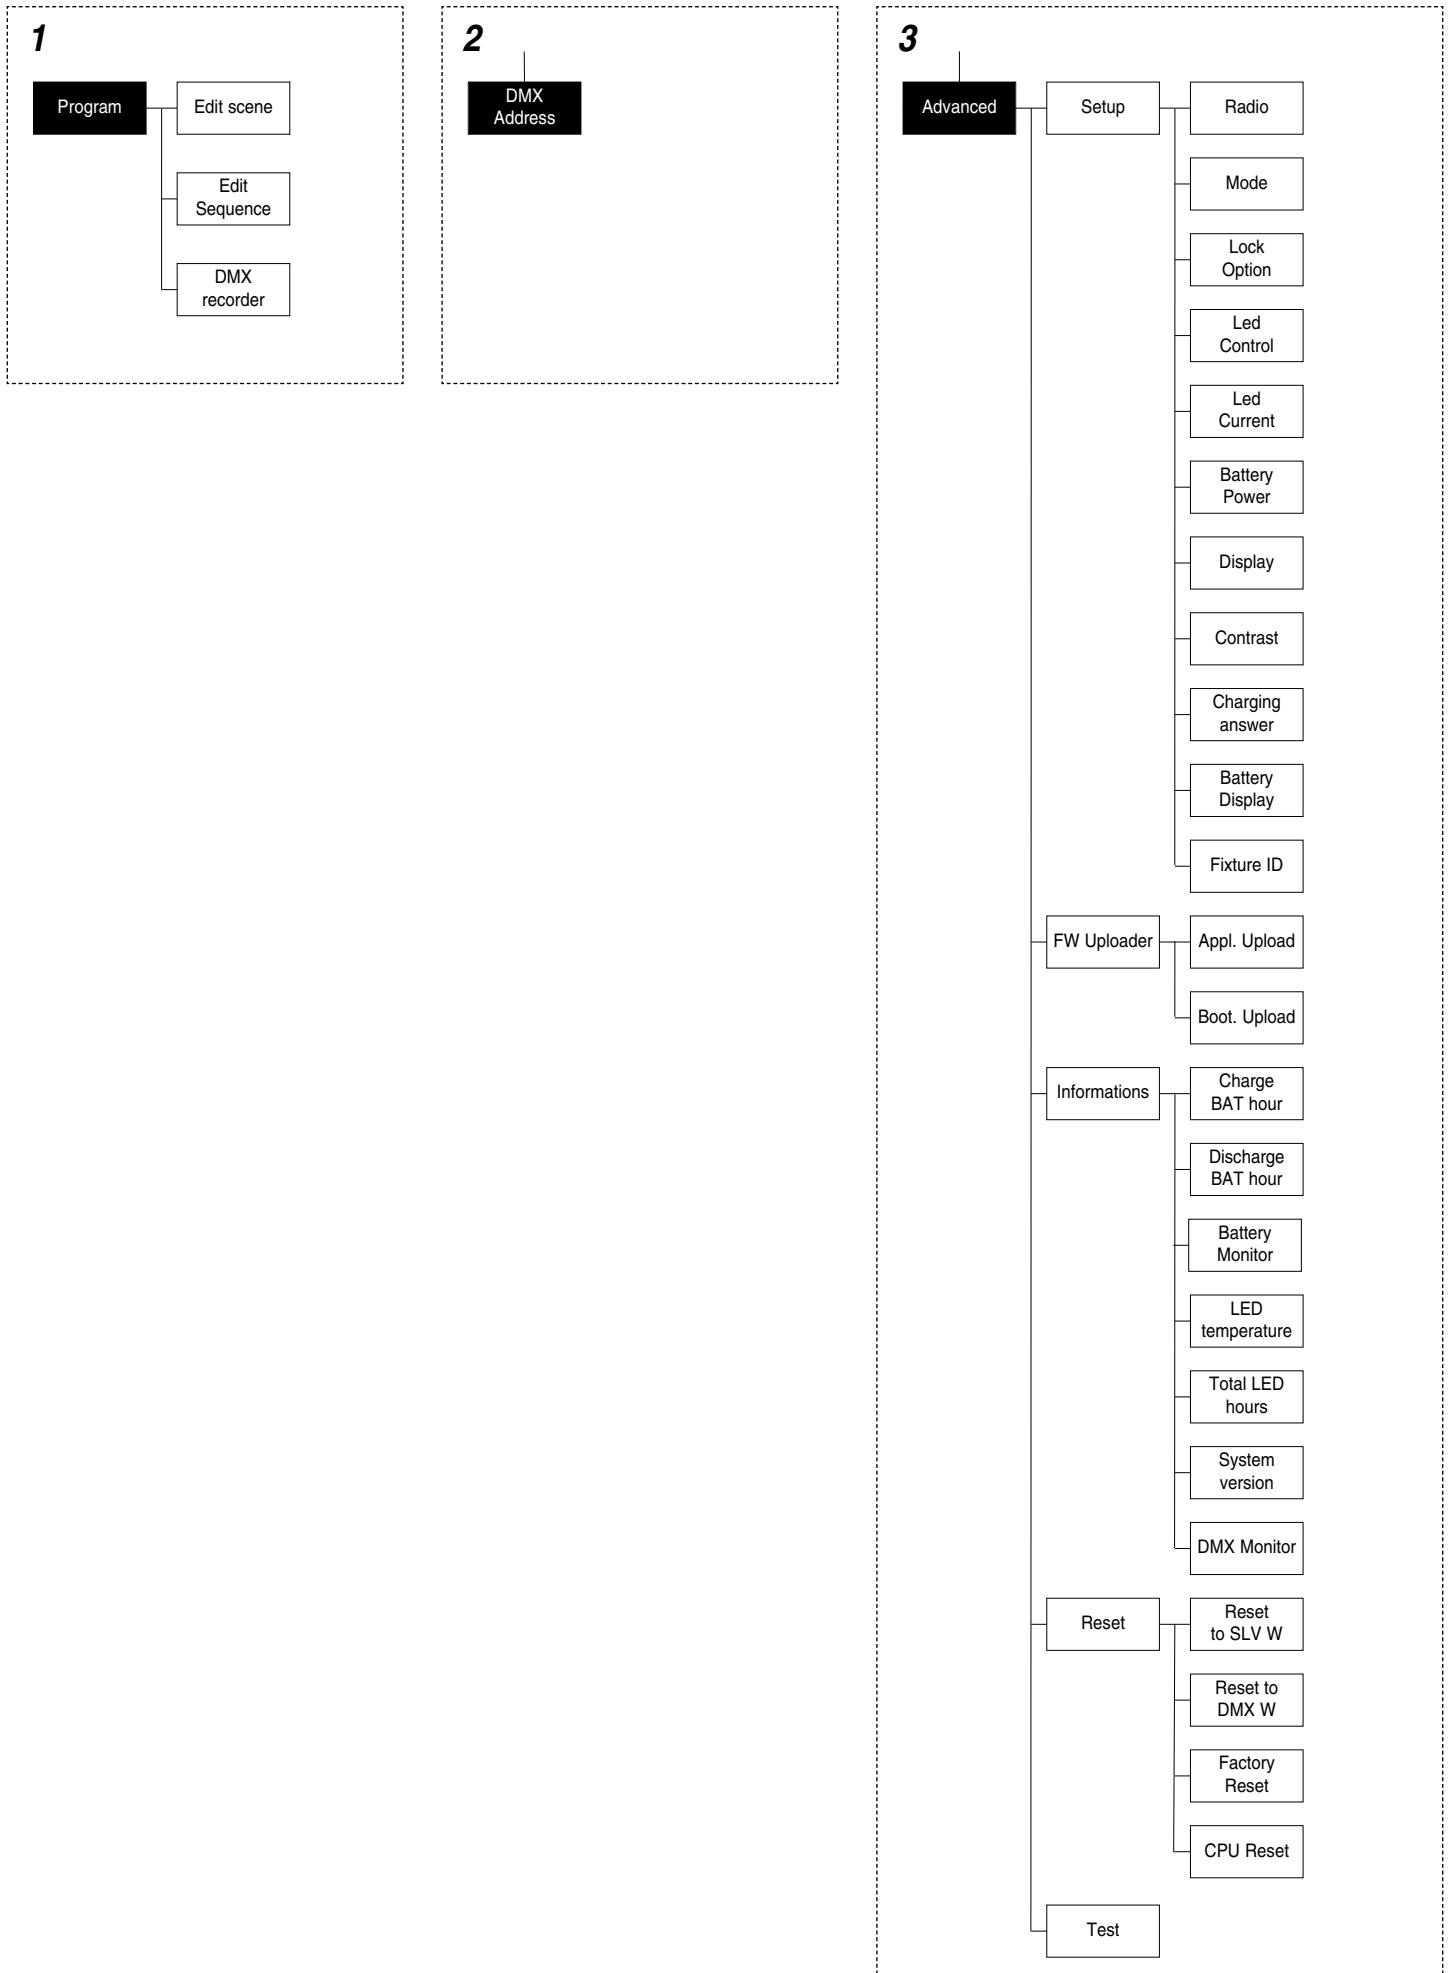 1
Program
Edit scene
Edit
Sequence
DMX
recorder
2
DMX
Address
3
Advanced
Setup
Radio
Mode
Lock
Option
Led
Control
Led
Current
Battery
Power
Display
Contrast
Charging
answer
Battery
Display
Fixture ID
FW Uploader
Appl. Upload
Boot. Upload
Informations
Charge
BAT hour
Discharge
BAT hour
Battery
Monitor
LED
temperature
Total LED
hours
System
version
DMX Monitor
Reset
Reset
to SLV W
Reset to
DMX W
Factory
Reset
CPU Reset
Test